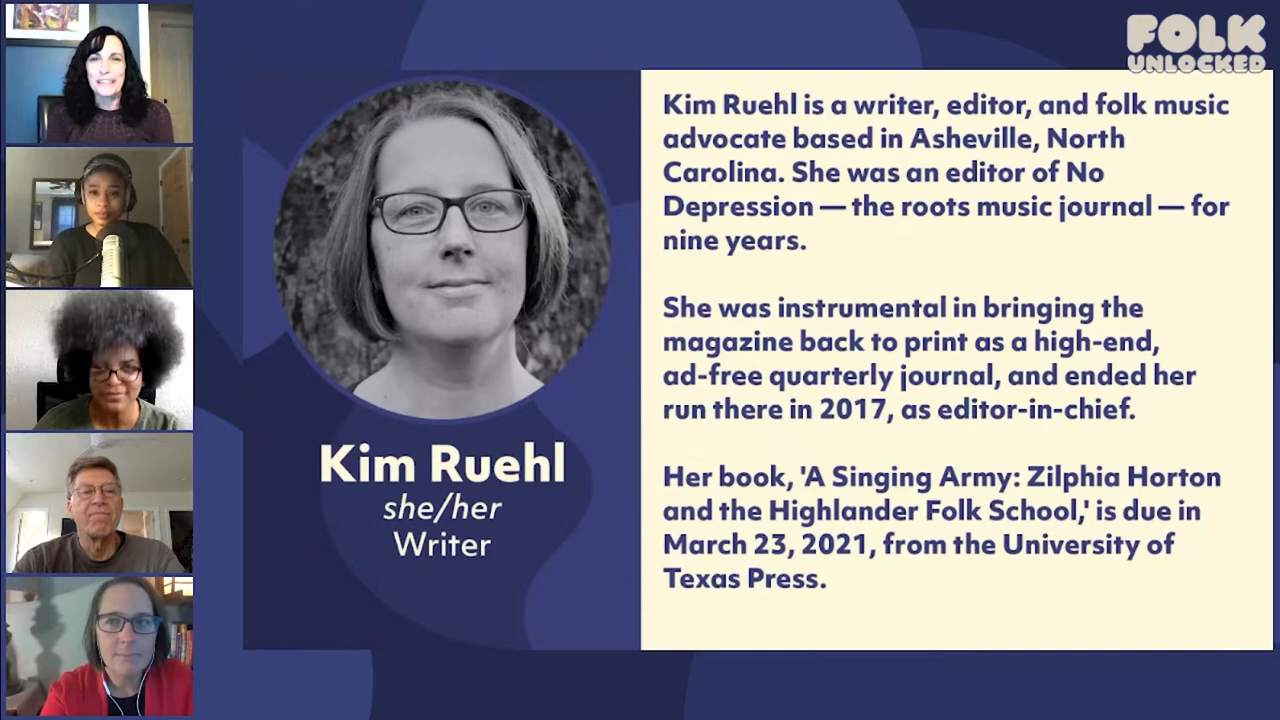 FOLK
UNLOCKED
Kim Ruehl is a writer, editor, and folk music
advocate based in Asheville, North
Carolina. She was an editor of No
Depression — the roots music journal — for
nine years.
She was instrumental in bringing the
magazine back to print as a high-end,
ad-free quarterly journal, and ended her
run there in 2017, as editor-in-chief.
Her book, 'A Singing Army: Zilphia Horton
and the Highlander Folk School,' is due in
March 23, 2021, from the University of
Texas Press.
Kim Ruehl
she/her
Writer